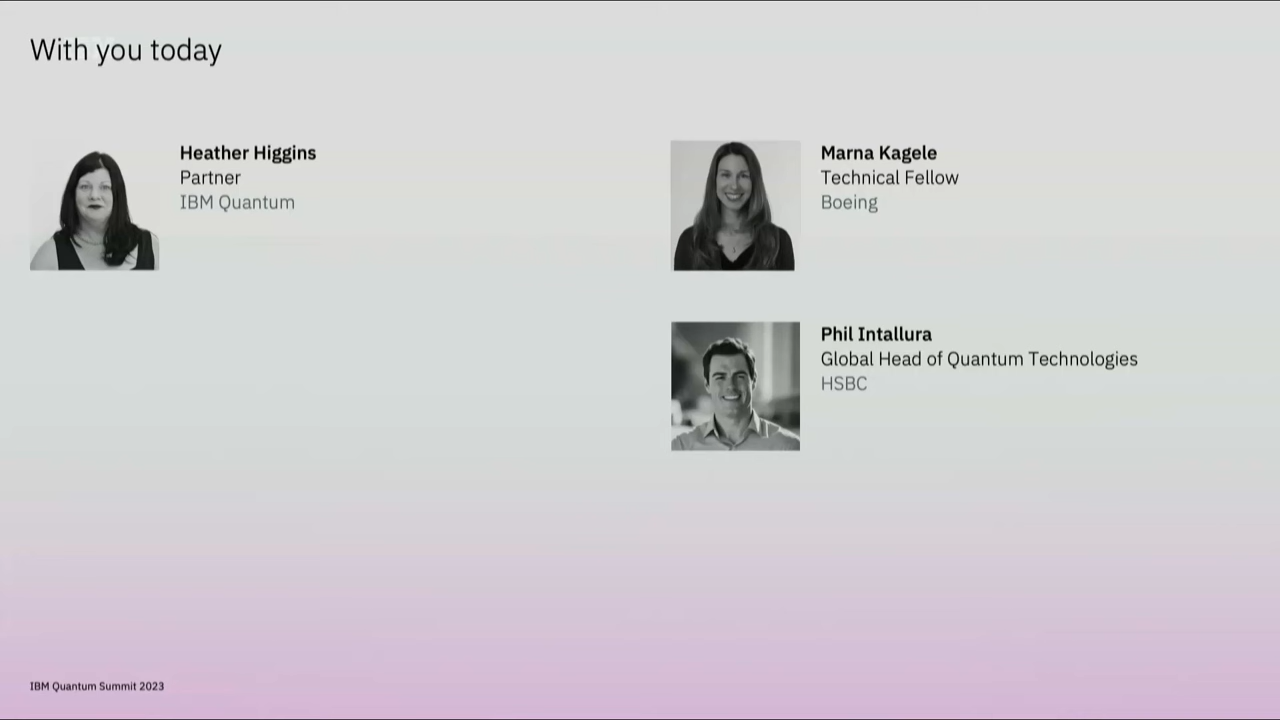 With you today
Heather Higgins
Partner
IBM Quantum
Marna Kagele
Technical Fellow
Boeing
Phil Intallura
Global Head of Quantum Technologies
HSBC
IBM Quantum Summit 2023